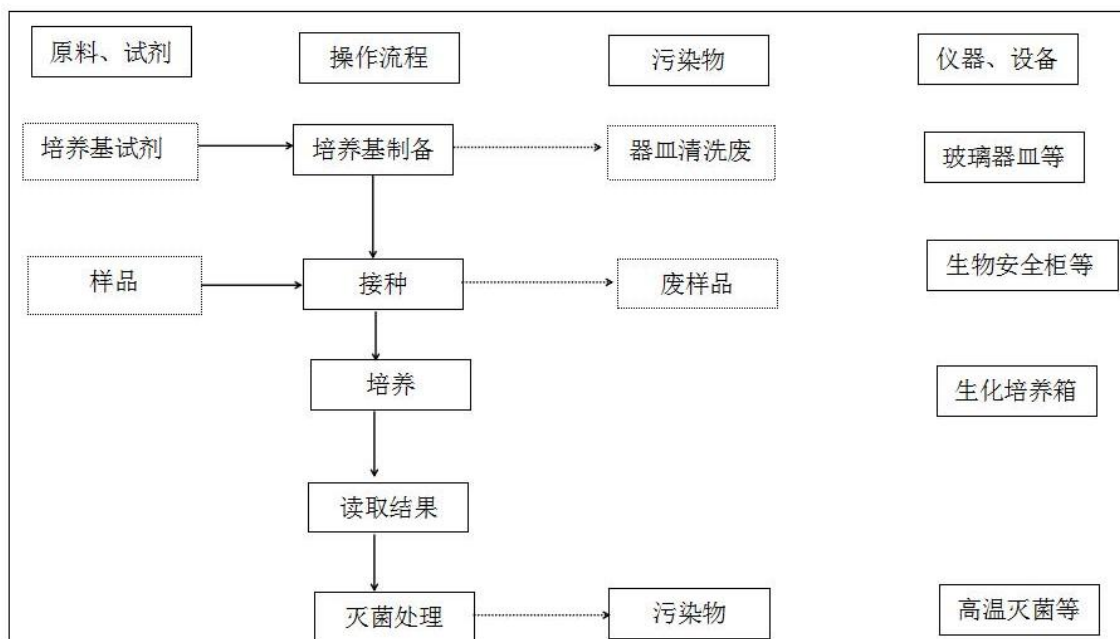 原料、试剂
操作流程
污染物
仪器、设备
培养基试剂
培养基制备
器皿清洗废
玻璃器皿等
样品
接种
废样品
生物安全柜等
培养
生化培养箱
读取结果
灭菌处理
污染物
高温灭菌等